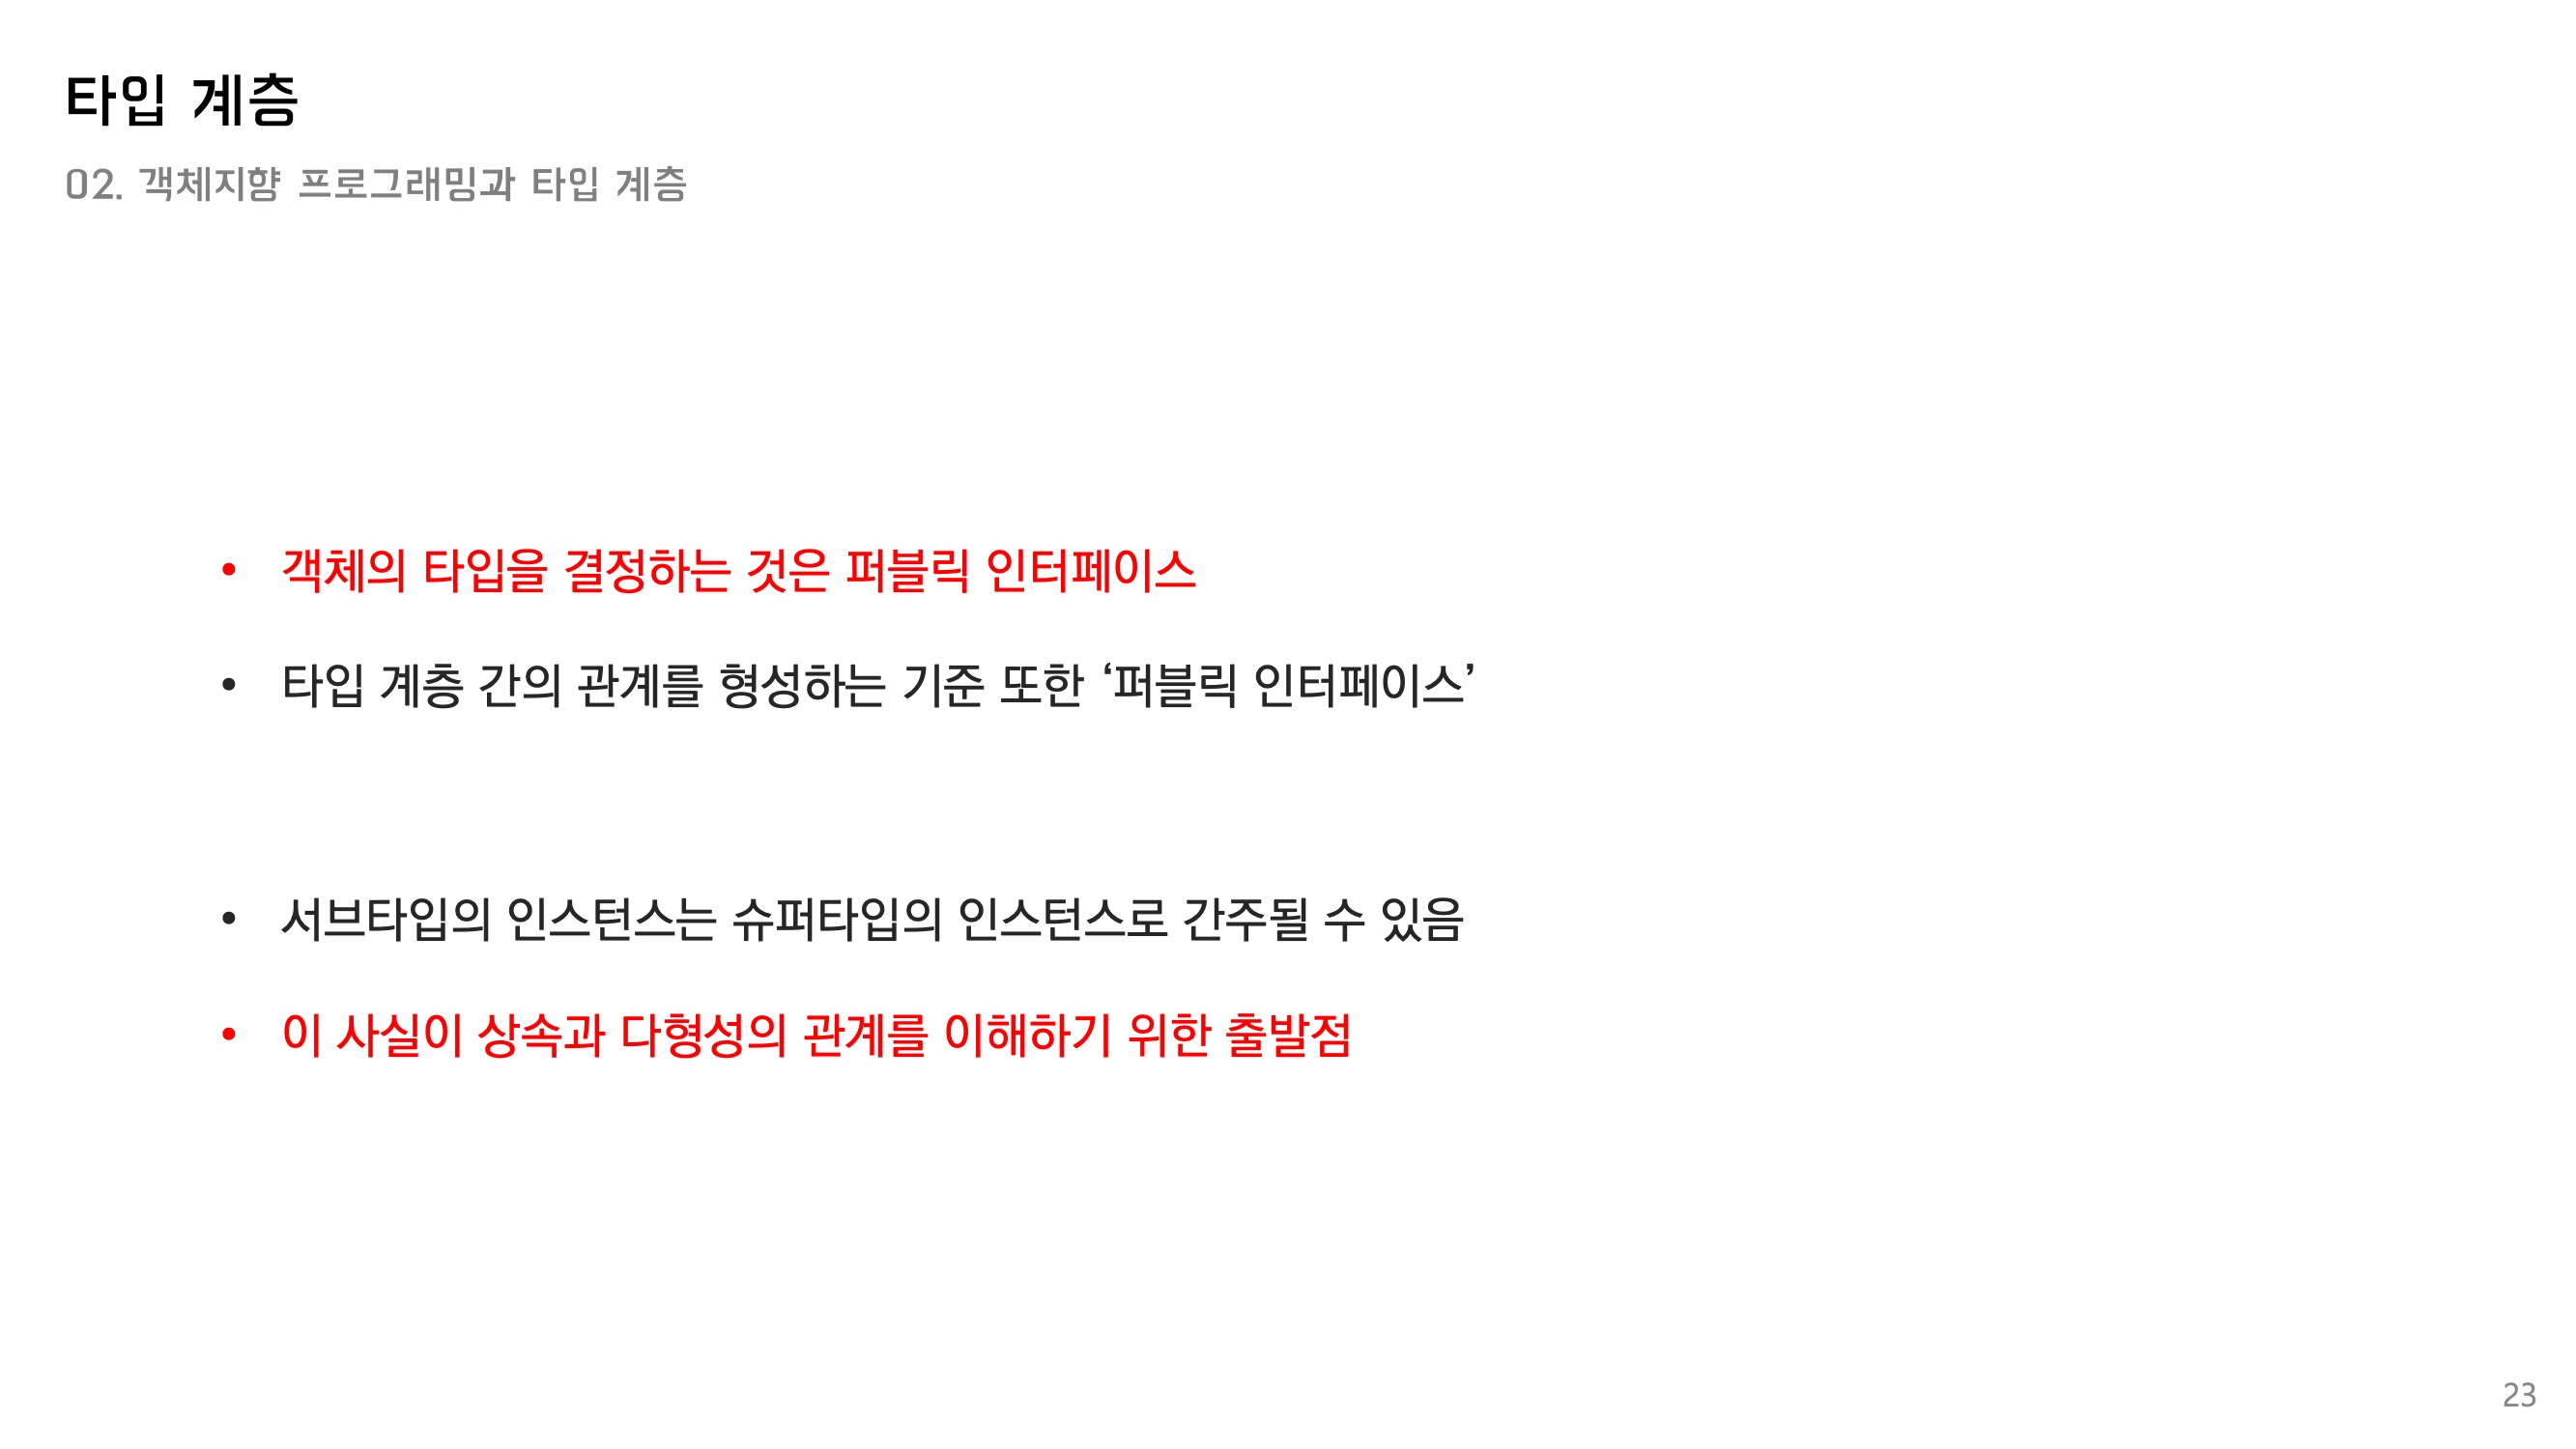 타입 계층
02. 객체지향 프로그래밍과 타입 계층
• 객체의 타입을 결정하는 것은 퍼블릭 인터페이스
• 타입 계층 간의 관계를 형성하는 기준 또한 ‘퍼블릭 인터페이스’
• 서브타입의 인스턴스는 슈퍼타입의 인스턴스로 간주될 수 있음
• 이 사실이 상속과 다형성의 관계를 이해하기 위한 출발점
23